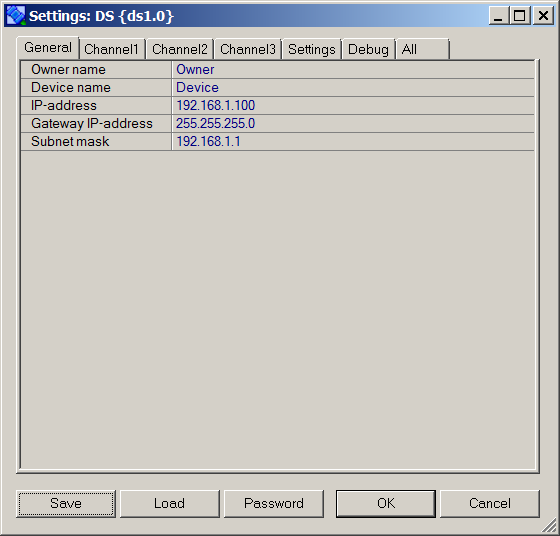 Settings: DS {ds1.0}
General Channel1 Channel2 Channel3 Settings Debug All
Owner name Owner
Device name Device
IP-address 192.168.1.100
Gateway IP-address 255.255.255.0
Subnet mask 192.168.1.1
Save Load Password OK Cancel